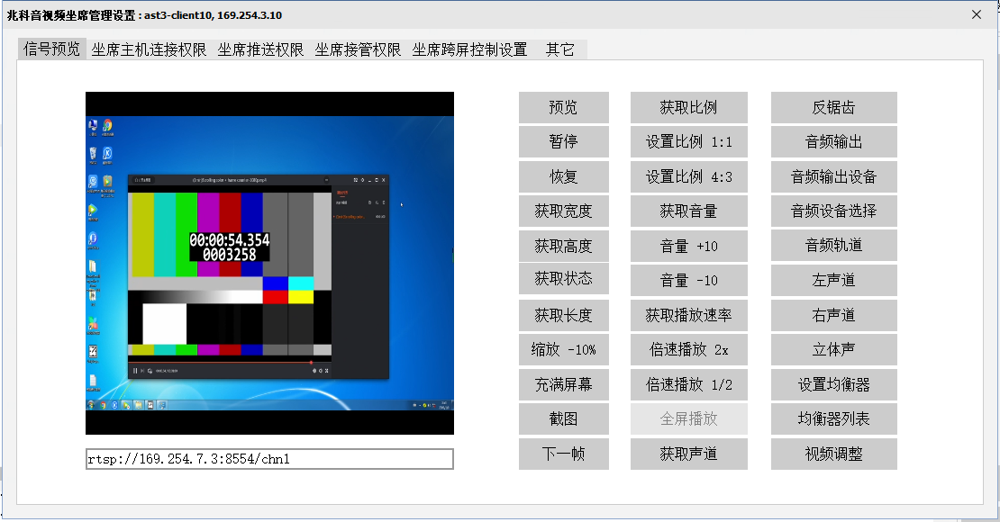 兆科音视频坐席管理设置 : ast3-client10, 169.254.3.10
信号预览 坐席主机连接权限 坐席推送权限 坐席接管权限 坐席跨屏控制设置 其它
00:00:54.354
0003258
rtsp://169.254.7.3:8554/chn1
预览 获取比例 反锯齿
暂停 设置比例 1:1 音频输出
恢复 设置比例 4:3 音频输出设备
获取宽度 获取音量 音频设备选择
获取高度 音量 +10 音频轨道
获取状态 音量 -10 左声道
获取长度 获取播放速率 右声道
缩放 -10% 倍速播放 2x 立体声
充满屏幕 倍速播放 1/2 设置均衡器
截图 全屏播放 均衡器列表
下一帧 获取声道 视频调整